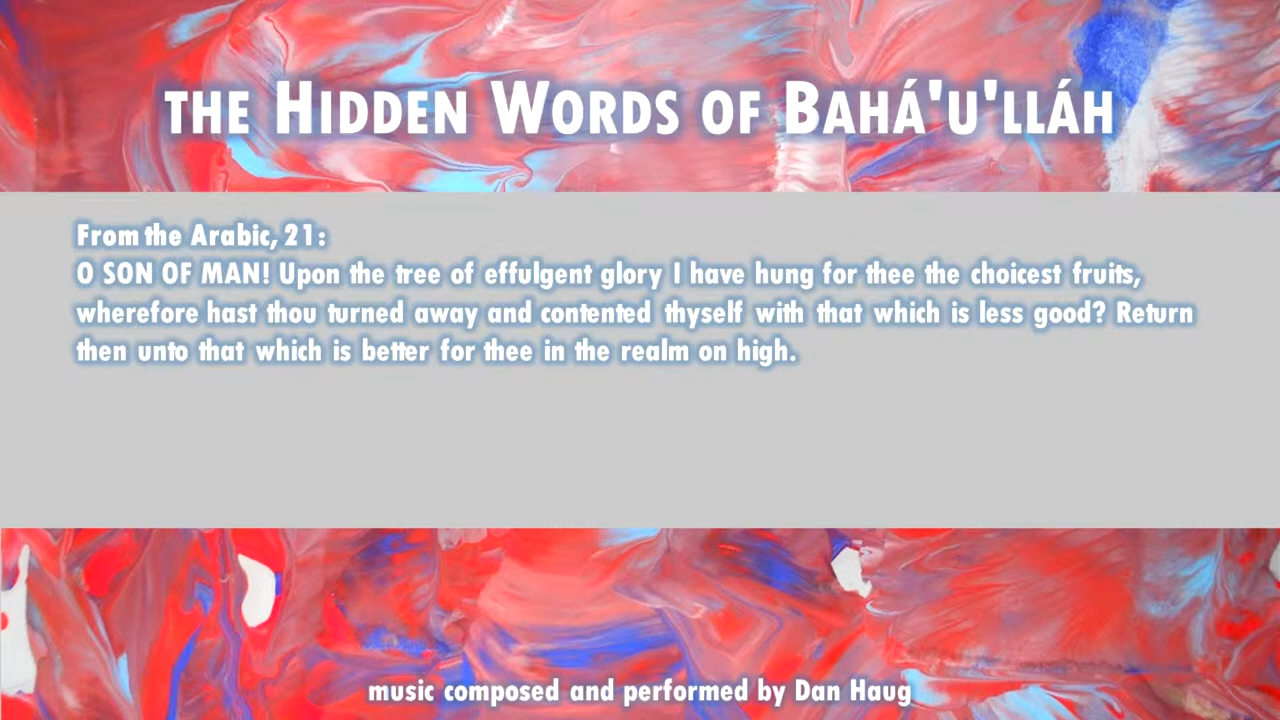 THE HIDDEN WORDS OF BAHÁ'U'LLÁH
From the Arabic, 21:
O SON OF MAN! Upon the tree of effulgent glory I have hung for thee the choicest fruits,
wherefore hast thou turned away and contented thyself with that which is less good? Return
then unto that which is better for thee in the realm on high.
music composed and performed by Dan Haug